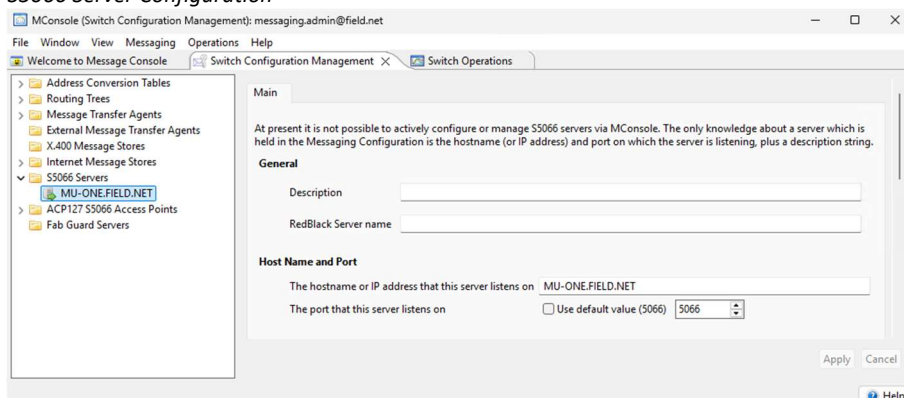 S5066 Server Configuration
MConsole (Switch Configuration Management): messaging.admin@field.net
File Window View Messaging Operations Help
Welcome to Message Console Switch Configuration Management Switch Operations
Address Conversion Tables
Routing Trees
Message Transfer Agents
External Message Transfer Agents
X.400 Message Stores
Internet Message Stores
S5066 Servers
MU-ONE.FIELD.NET
ACP127 S5066 Access Points
Fab Guard Servers
Main
At present it is not possible to actively configure or manage S5066 servers via MConsole. The only knowledge about a server which is
held in the Messaging Configuration is the hostname (or IP address) and port on which the server is listening, plus a description string.
General
Description
RedBlack Server name
Host Name and Port
The hostname or IP address that this server listens on MU-ONE.FIELD.NET
The port that this server listens on Use default value (5066) 5066
Apply Cancel
Help